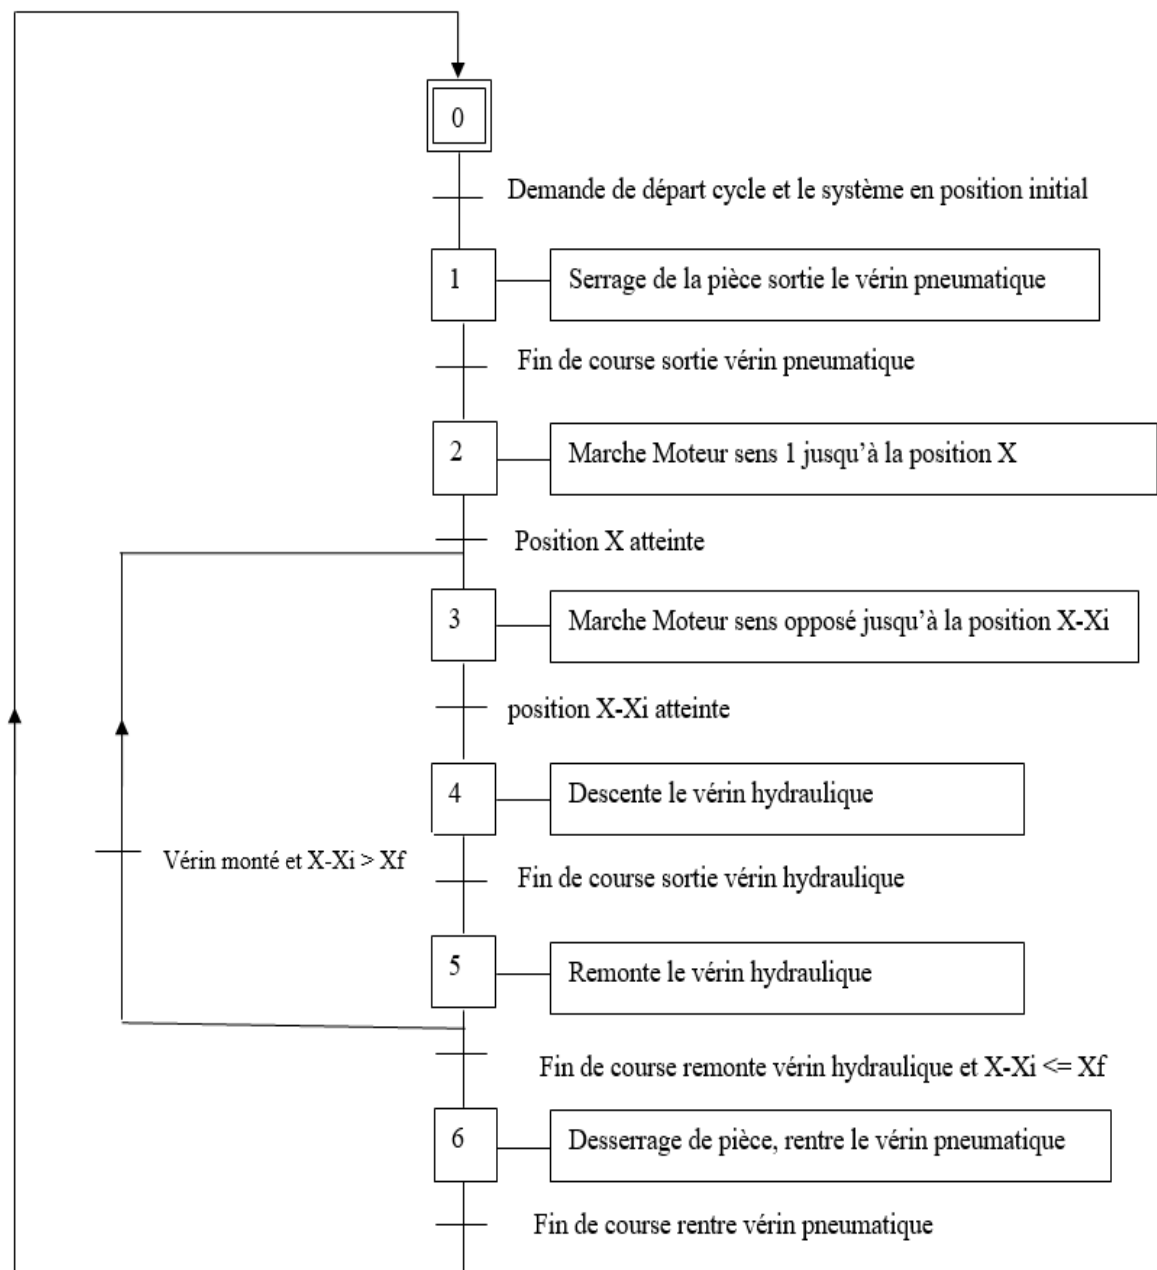 0
Demande de départ cycle et le système en position initial
1
Serrage de la pièce sortie le vérin pneumatique
Fin de course sortie vérin pneumatique
2
Marche Moteur sens 1 jusqu’à la position X
Position X atteinte
3
Marche Moteur sens opposé jusqu’à la position X-Xi
position X-Xi atteinte
4
Descente le vérin hydraulique
Vérin monté et X-Xi > Xf
Fin de course sortie vérin hydraulique
5
Remonte le vérin hydraulique
Fin de course remonte vérin hydraulique et X-Xi <= Xf
6
Desserrage de pièce, rentre le vérin pneumatique
Fin de course rentre vérin pneumatique